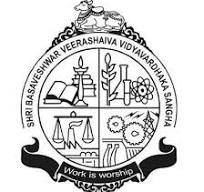 SHRI BASAVESHWAR VEERASHAIVA VIDYAVARDHAKA SANGHA
Work is worship